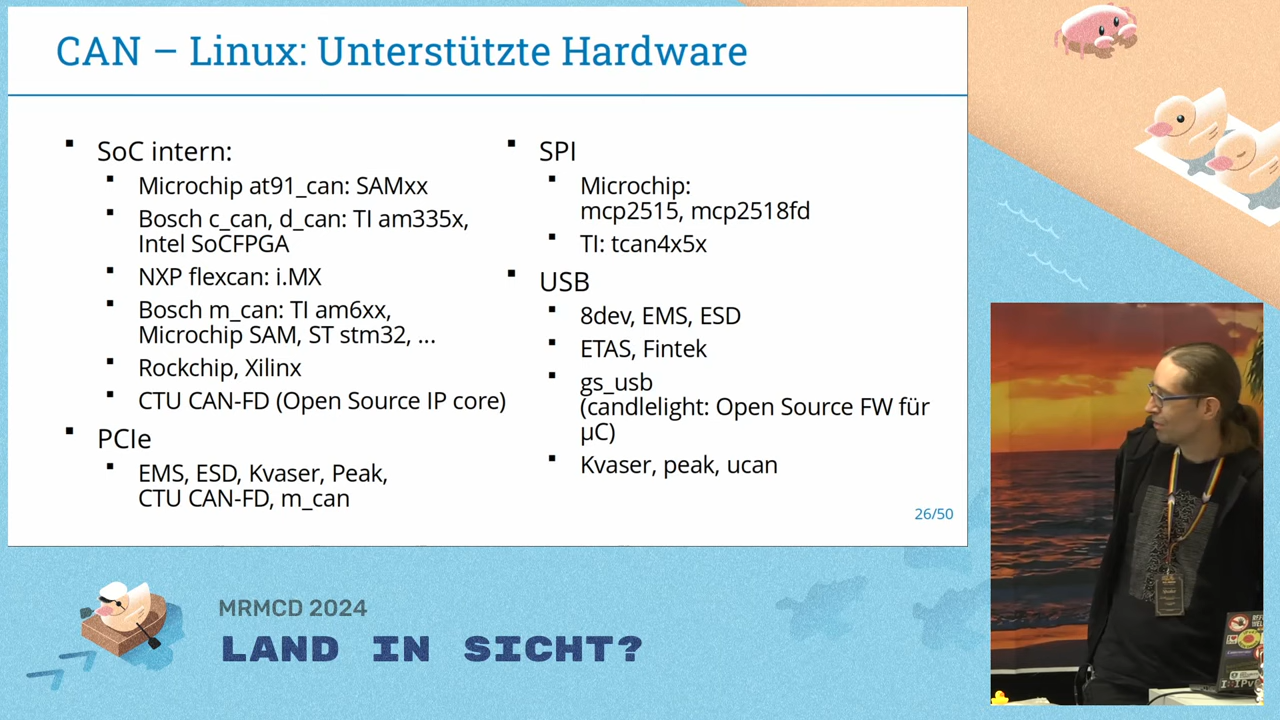 CAN – Linux: Unterstützte Hardware
SoC intern:
Microchip at91_can: SAMxx
Bosch c_can, d_can: TI am335x,
Intel SoCFPGA
NXP flexcan: i.MX
Bosch m_can: TI am6xx,
Microchip SAM, ST stm32, ...
Rockchip, Xilinx
CTU CAN-FD (Open Source IP core)
PCIe
EMS, ESD, Kvaser, Peak,
CTU CAN-FD, m_can
SPI
Microchip:
mcp2515, mcp2518fd
TI: tcan4x5x
USB
8dev, EMS, ESD
ETAS, Fintek
gs_usb
(candlelight: Open Source FW für
µC)
Kvaser, peak, ucan
26/50
MRMCD 2024
LAND IN SICHT?